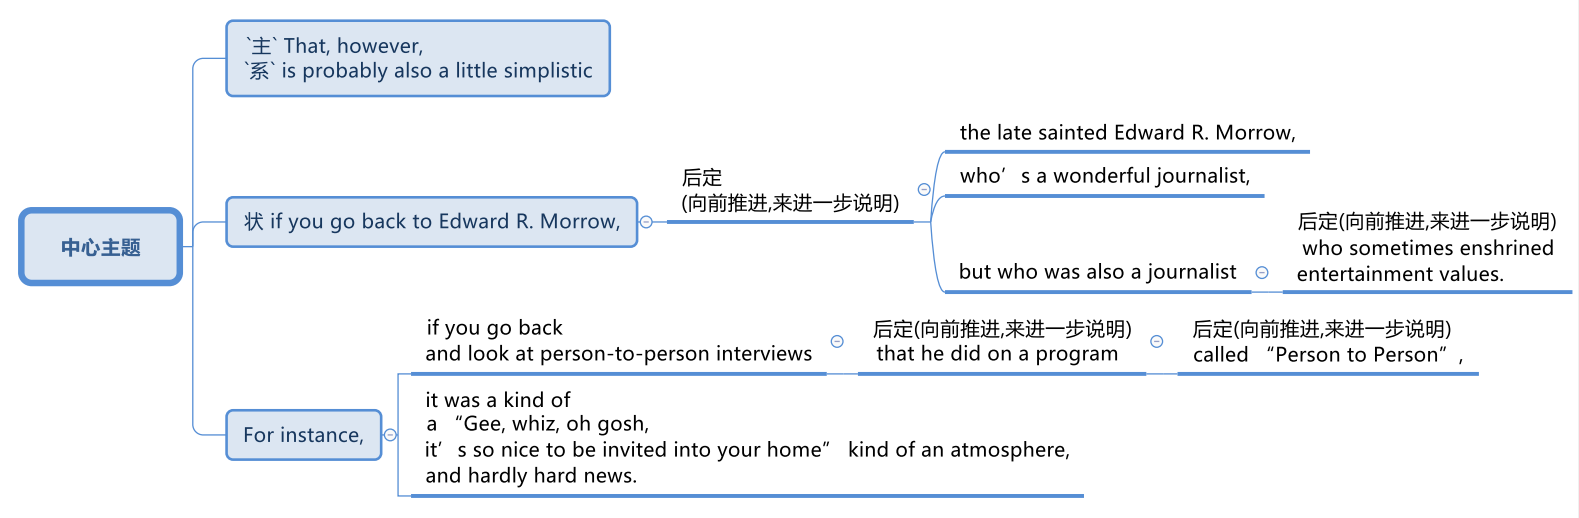 中心主题
`主` That, however,
`系` is probably also a little simplistic
状 if you go back to Edward R. Morrow,
后定
(向前推进,来进一步说明)
the late sainted Edward R. Morrow,
who’s a wonderful journalist,
but who was also a journalist
后定(向前推进,来进一步说明)
who sometimes enshrined
entertainment values.
For instance,
if you go back
and look at person-to-person interviews
后定(向前推进,来进一步说明)
that he did on a program
后定(向前推进,来进一步说明)
called “Person to Person”,
it was a kind of
a “Gee, whiz, oh gosh,
it’s so nice to be invited into your home” kind of an atmosphere,
and hardly hard news.